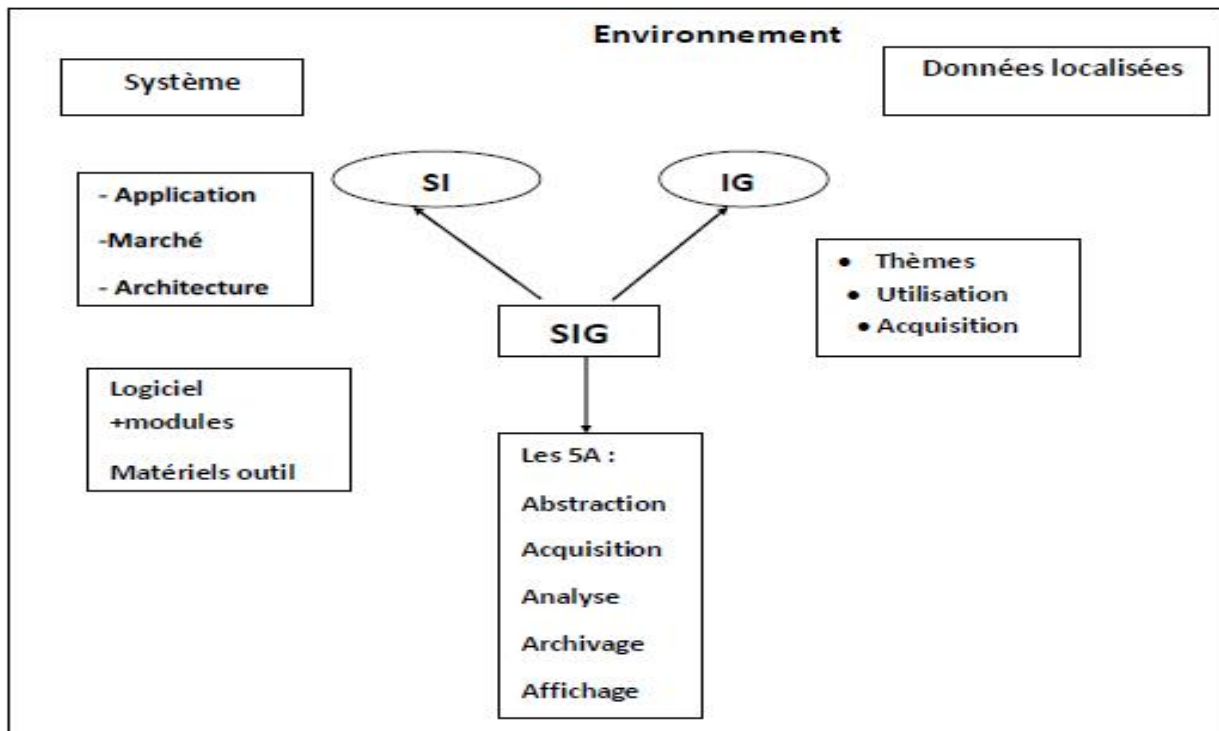 Environnement
Système
Données localisées
SI
IG
- Application
-Marché
- Architecture
• Thèmes
• Utilisation
• Acquisition
SIG
Logiciel
+modules
Matériels outil
Les 5A :
Abstraction
Acquisition
Analyse
Archivage
Affichage